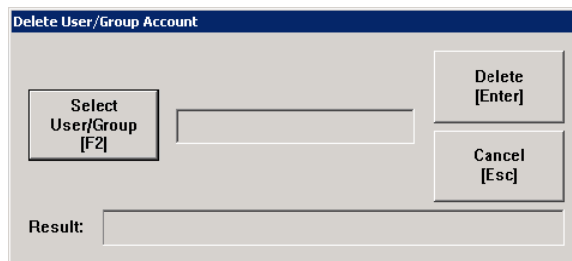 Delete User/Group Account
Select
User/Group
[F2]
Delete
[Enter]
Cancel
[Esc]
Result: